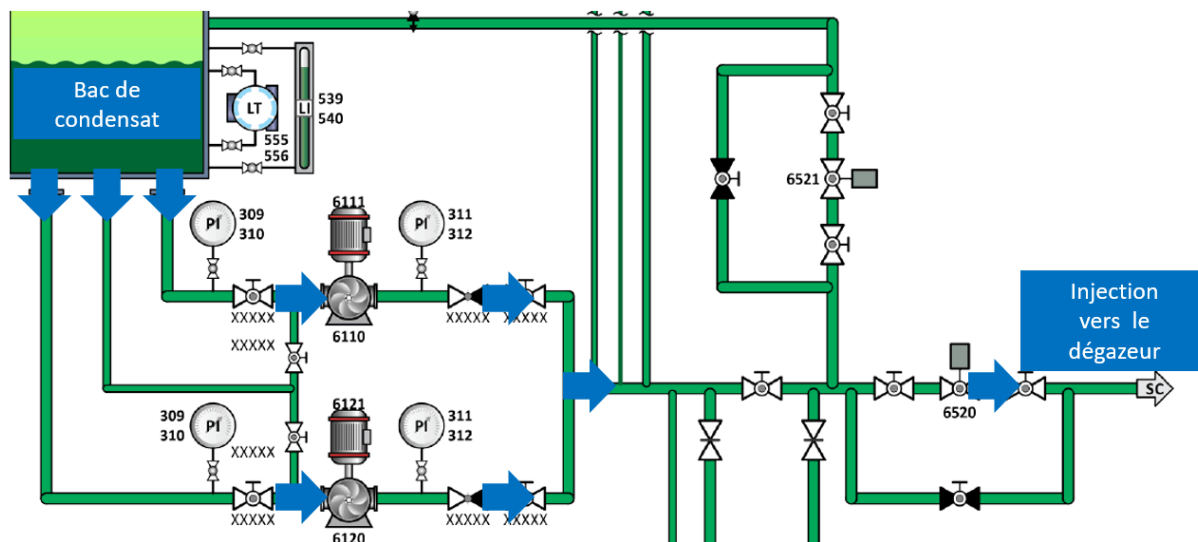 Bac de
condensat
LT
LI
539
540
555
556
PI
309
310
6111
PI
311
312
XXXXX
6110
XXXXX
XXXXX
XXXXX
PI
309
310
6121
PI
311
312
XXXXX
XXXXX
6120
XXXXX
XXXXX
6521
Injection
vers le
dégazeur
6520
SC